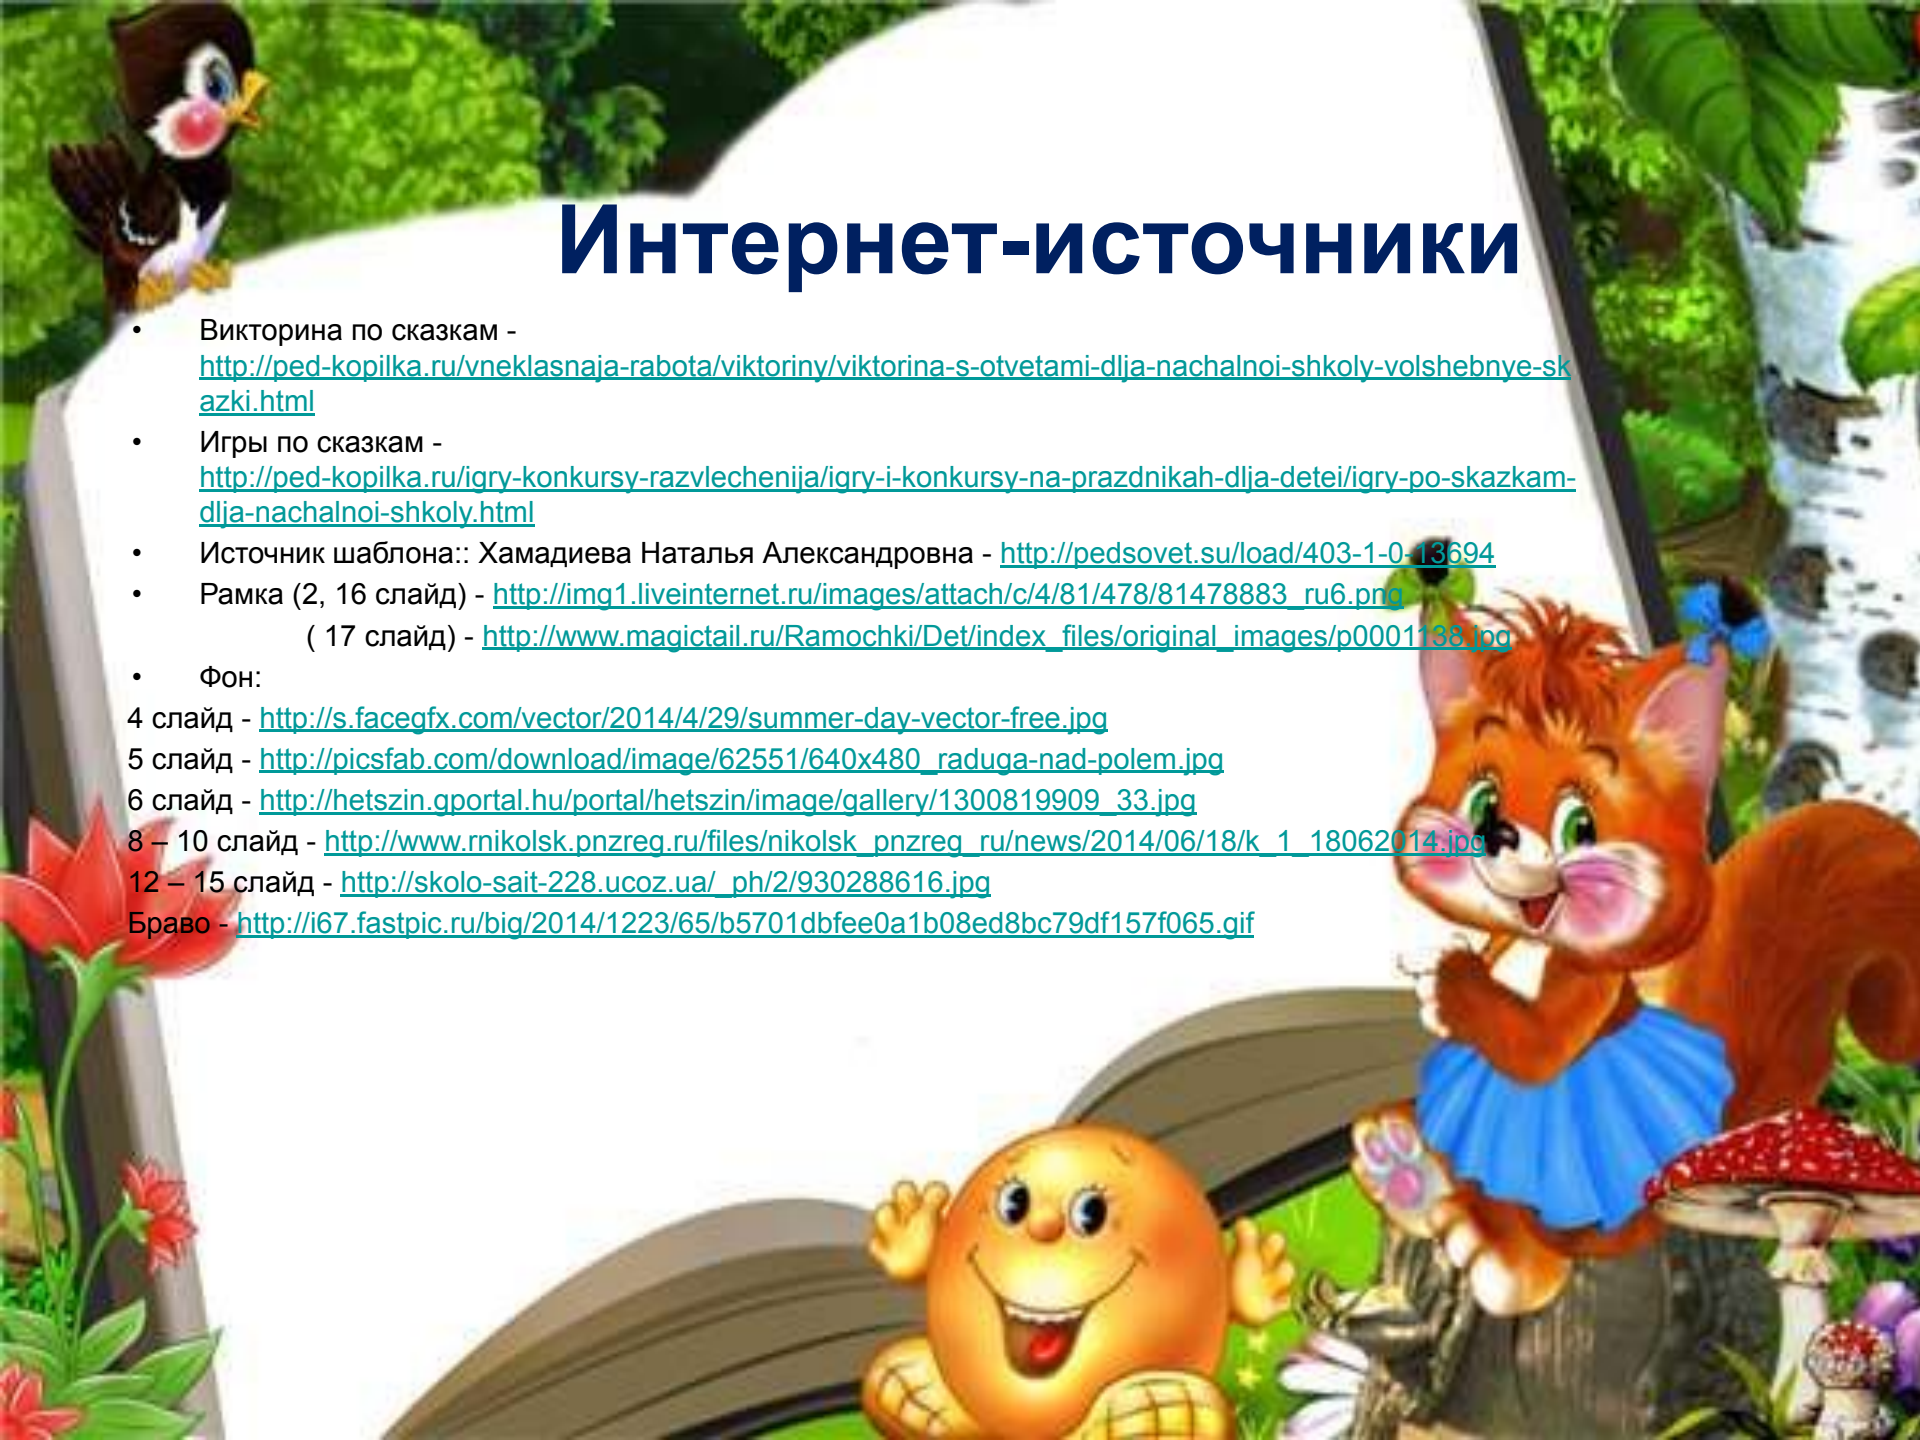 Интернет-источники
• Викторина по сказкам -
http://ped-kopilka.ru/vneklasnaja-rabota/viktoriny/viktorina-s-otvetami-dlja-nachalnoi-shkoly-volshebnye-sk
azki.html
• Игры по сказкам -
http://ped-kopilka.ru/igry-konkursy-razvlechenija/igry-i-konkursy-na-prazdnikah-dlja-detei/igry-po-skazkam-
dlja-nachalnoi-shkoly.html
• Источник шаблона:: Хамадиева Наталья Александровна - http://pedsovet.su/load/403-1-0-13694
• Рамка (2, 16 слайд) - http://img1.liveinternet.ru/images/attach/c/4/81/478/81478883_ru6.png
( 17 слайд) - http://www.magictail.ru/Ramochki/Det/index_files/original_images/p0001138.jpg
• Фон:
4 слайд - http://s.facegfx.com/vector/2014/4/29/summer-day-vector-free.jpg
5 слайд - http://picsfab.com/download/image/62551/640x480_raduga-nad-polem.jpg
6 слайд - http://hetszin.gportal.hu/portal/hetszin/image/gallery/1300819909_33.jpg
8 – 10 слайд - http://www.rnikolsk.pnzreg.ru/files/nikolsk_pnzreg_ru/news/2014/06/18/k_1_18062014.jpg
12 – 15 слайд - http://skolo-sait-228.ucoz.ua/_ph/2/930288616.jpg
Браво - http://i67.fastpic.ru/big/2014/1223/65/b5701dbfee0a1b08ed8bc79df157f065.gif